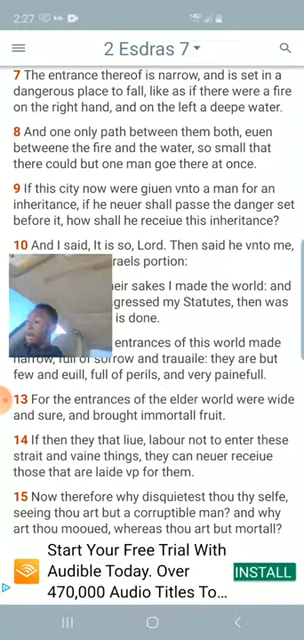 2:27
2 Esdras 7
7 The entrance thereof is narrow, and is set in a
dangerous place to fall, like as if there were a fire
on the right hand, and on the left a deepe water.
8 And one only path between them both, euen
betweene the fire and the water, so small that
there could but one man goe there at once.
9 If this city now were giuen vnto a man for an
inheritance, if he neuer shall passe the danger set
before it, how shall he receiue this inheritance?
10 And I said, It is so, Lord. Then said he vnto me,
raels portion:
eir sakes I made the world: and
gressed my Statutes, then was
is done.
entrances of this world made
narrow, full of sorrow and trauaile: they are but
few and euill, full of perils, and very painefull.
13 For the entrances of the elder world were wide
and sure, and brought immortall fruit.
14 If then they that liue, labour not to enter these
strait and vaine things, they can neuer receiue
those that are laide vp for them.
15 Now therefore why disquietest thou thy selfe,
seeing thou art but a corruptible man? and why
art thou mooued, whereas thou art but mortall?
Start Your Free Trial With
Audible Today. Over
470,000 Audio Titles To...
INSTALL